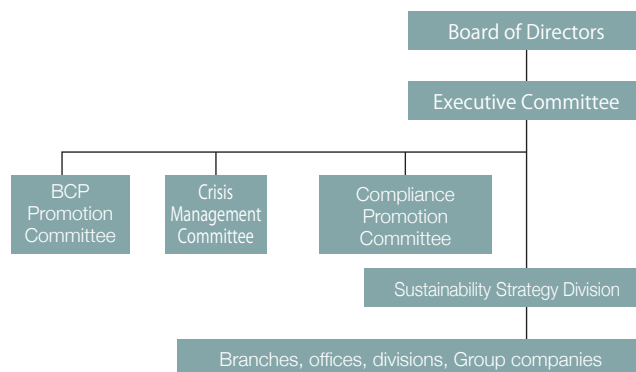 Board of Directors
Executive Committee
BCP
Promotion
Committee
Crisis
Management
Committee
Compliance
Promotion
Committee
Sustainability Strategy Division
Branches, offices, divisions, Group companies